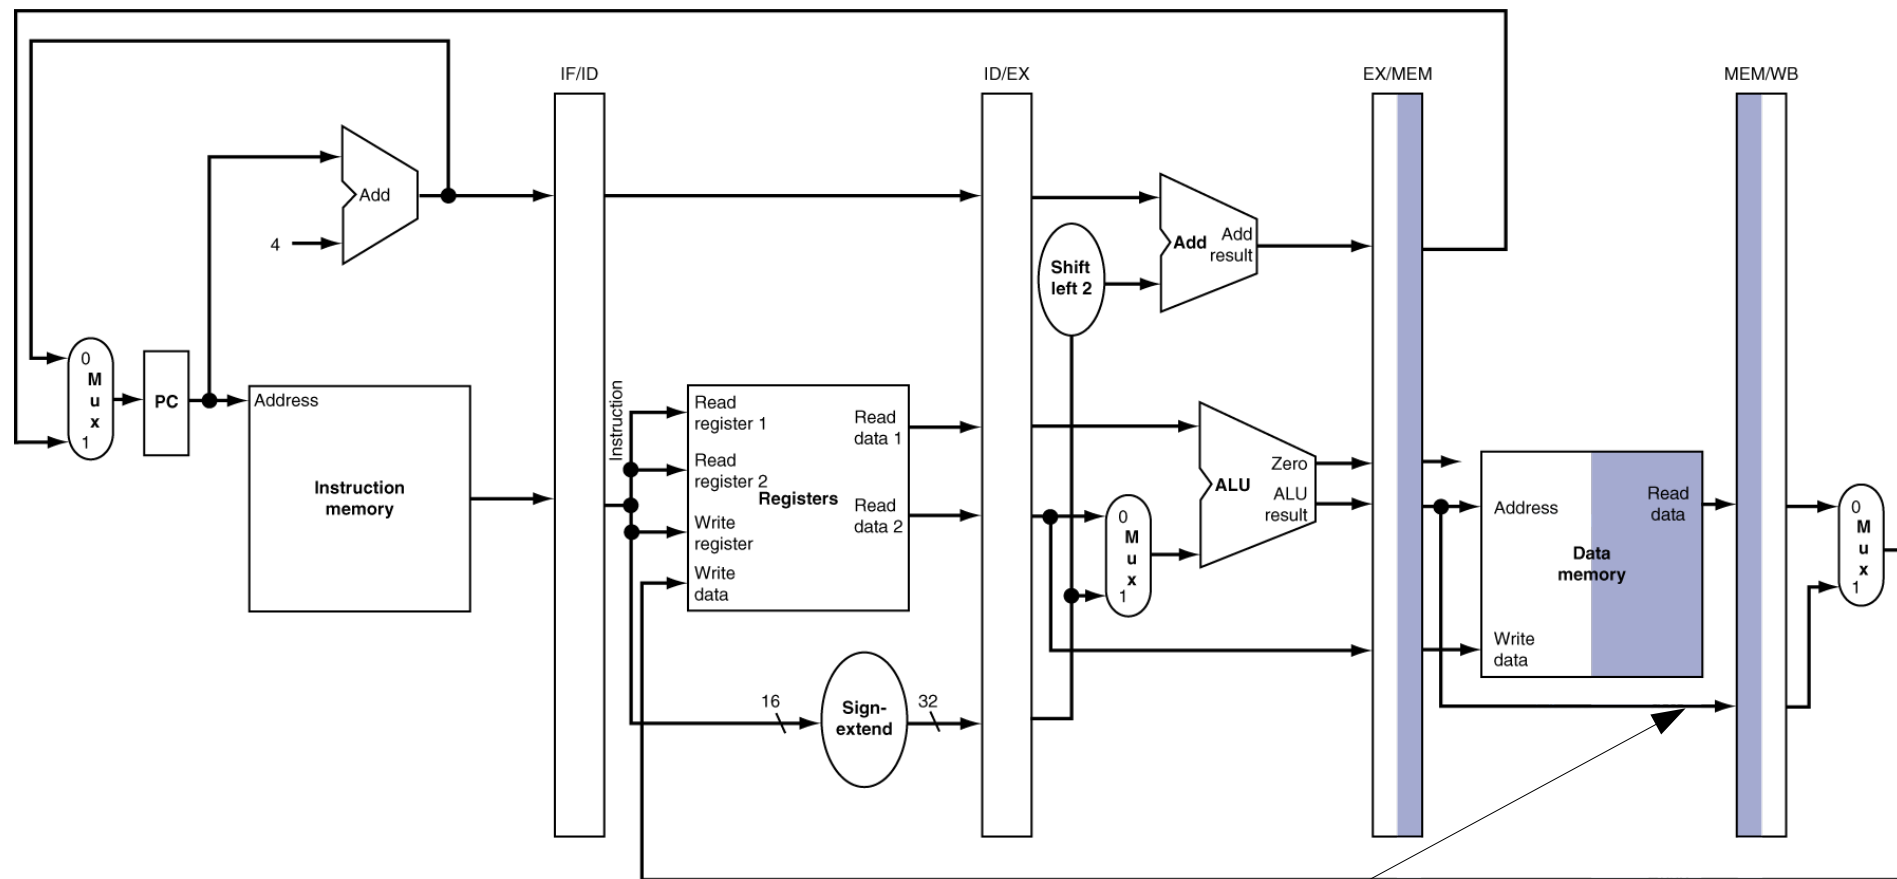 IF/ID
ID/EX
EX/MEM
MEM/WB
Add
4
Add
Add
result
Shift
left 2
0
M
u
x
1
PC
Address
Instruction
memory
Instruction
Read
register 1
Read
register 2
Write
register
Write
data
Registers
Read
data 1
Read
data 2
16
Sign-
extend
32
0
M
u
x
1
ALU
Zero
ALU
result
Address
Read
data
Data
memory
Write
data
0
M
u
x
1